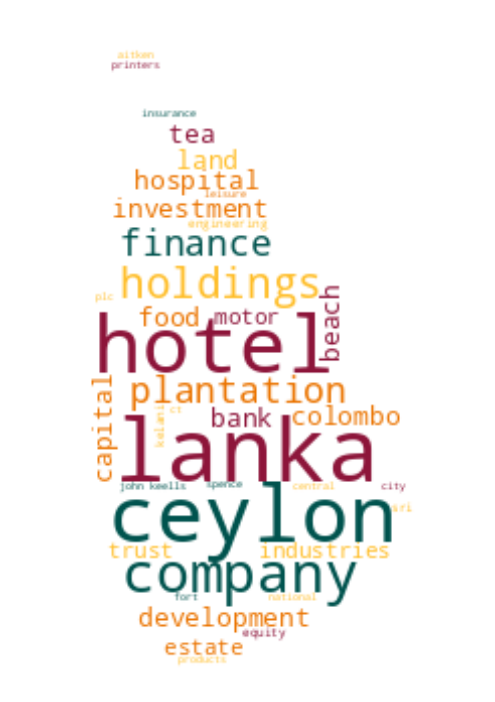 aitken
printers
insurance
tea
land
hospital
leisure
investment
engineering
finance
holdings
plc
beach
food motor
hotel
capital
plantation
kelani
ct
bank colombo
lanka
john keells spence central city
ceylon
siri
trust industries
company
fort national
development
equity
estate
products